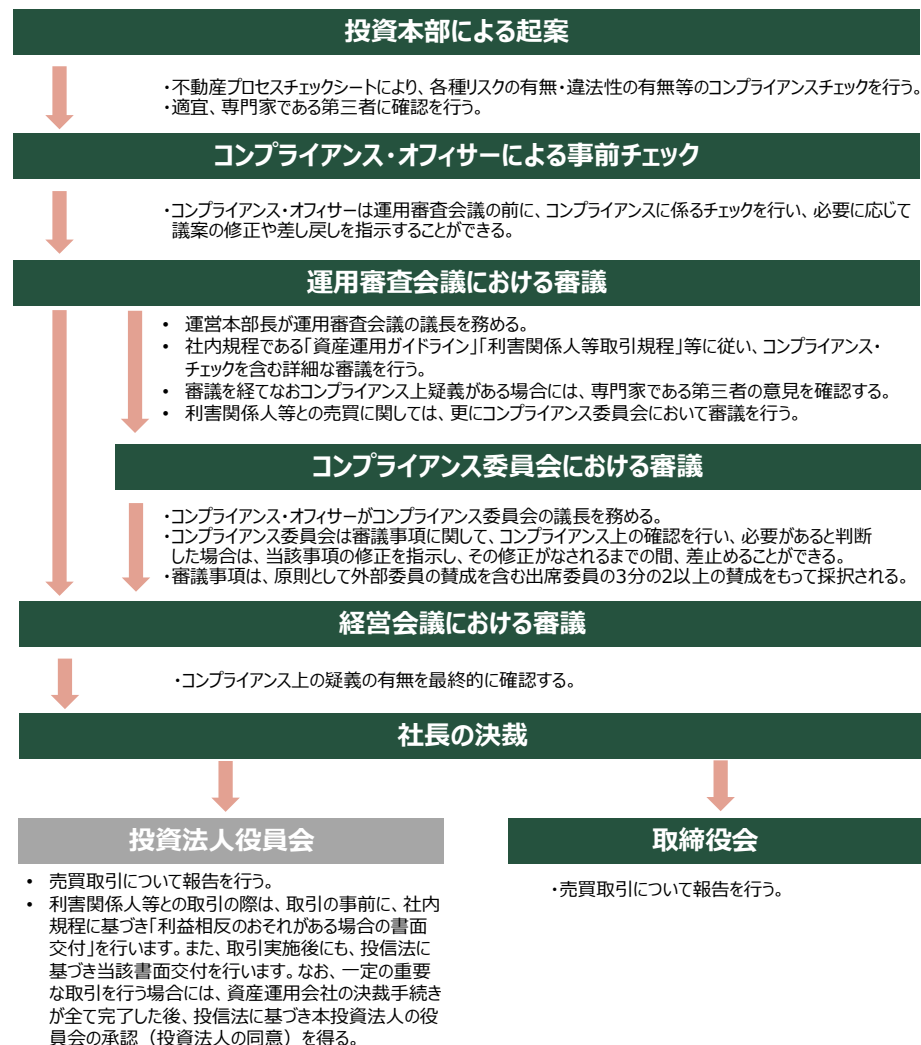 投資本部による起案
・不動産プロセスチェックシートにより、各種リスクの有無・違法性の有無等のコンプライアンスチェックを行う。
・適宜、専門家である第三者に確認を行う。
コンプライアンス・オフィサーによる事前チェック
・コンプライアンス・オフィサーは運用審査会議の前に、コンプライアンスに係るチェックを行い、必要に応じて
議案の修正や差し戻しを指示することができる。
運用審査会議における審議
• 運営本部長が運用審査会議の議長を務める。
• 社内規程である「資産運用ガイドライン」「利害関係人等取引規程」等に従い、コンプライアンス・
チェックを含む詳細な審議を行う。
• 審議を経てなおコンプライアンス上疑義がある場合には、専門家である第三者の意見を確認する。
• 利害関係人等との売買に関しては、更にコンプライアンス委員会において審議を行う。
コンプライアンス委員会における審議
・コンプライアンス・オフィサーがコンプライアンス委員会の議長を務める。
・コンプライアンス委員会は審議事項に関して、コンプライアンス上の確認を行い、必要があると判断
した場合は、当該事項の修正を指示し、その修正がなされるまでの間、差止めることができる。
・審議事項は、原則として外部委員の賛成を含む出席委員の3分の2以上の賛成をもって採択される。
経営会議における審議
・コンプライアンス上の疑義の有無を最終的に確認する。
社長の決裁
投資法人役員会
• 売買取引について報告を行う。
• 利害関係人等との取引の際は、取引の事前に、社内
規程に基づき「利益相反のおそれがある場合の書面
交付」を行います。また、取引実施後にも、投信法に
基づき当該書面交付を行います。なお、一定の重要
な取引を行う場合には、資産運用会社の決裁手続き
が全て完了した後、投信法に基づき本投資法人の役
員会の承認（投資法人の同意）を得る。
取締役会
・売買取引について報告を行う。